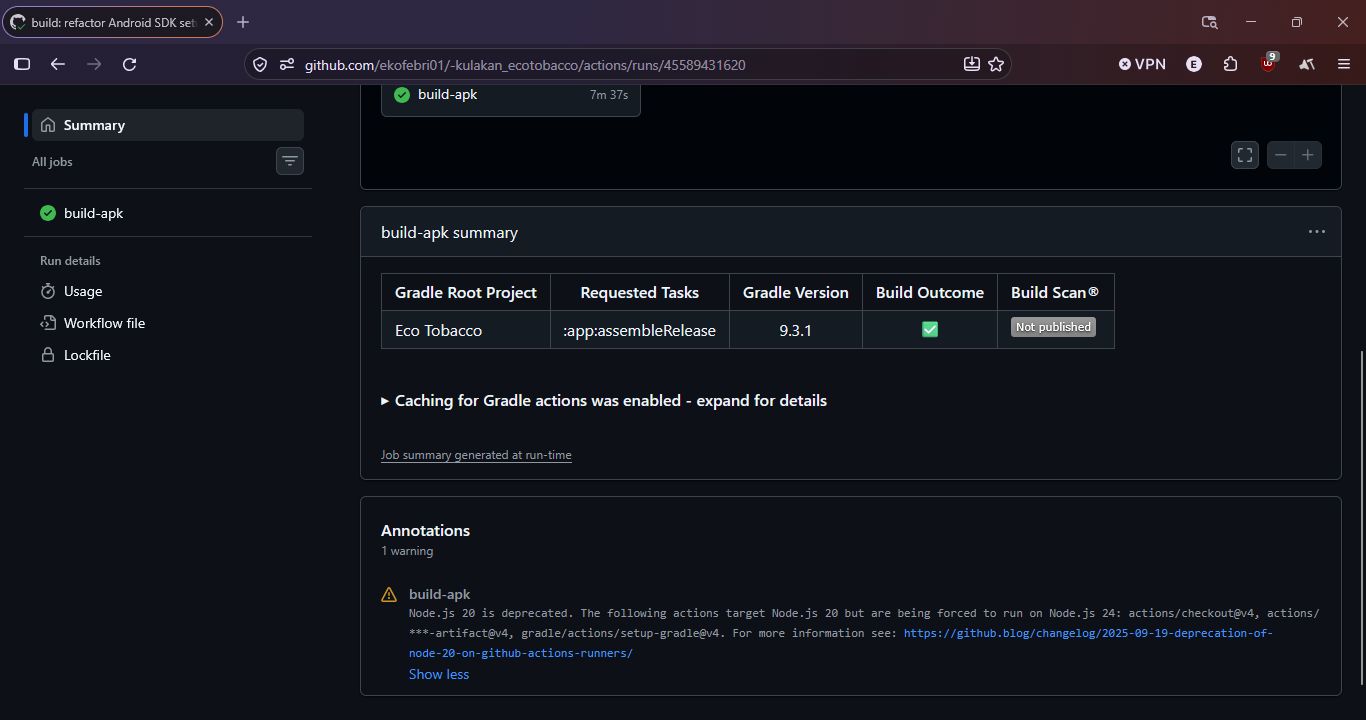 build: refactor Android SDK set
VPN
E
9
github.com/ekofebri01/-kulakan_ecotobacco/actions/runs/45589431620
Summary
All jobs
build-apk
Run details
Usage
Workflow file
Lockfile
build-apk 7m 37s
build-apk summary
Gradle Root Project Requested Tasks Gradle Version Build Outcome Build Scan®
Eco Tobacco :app:assembleRelease 9.3.1 Not published
Caching for Gradle actions was enabled - expand for details
Job summary generated at run-time
Annotations
1 warning
build-apk
Node.js 20 is deprecated. The following actions target Node.js 20 but are being forced to run on Node.js 24: actions/checkout@v4, actions/
***-artifact@v4, gradle/actions/setup-gradle@v4. For more information see: https://github.blog/changelog/2025-09-19-deprecation-of-
node-20-on-github-actions-runners/
Show less